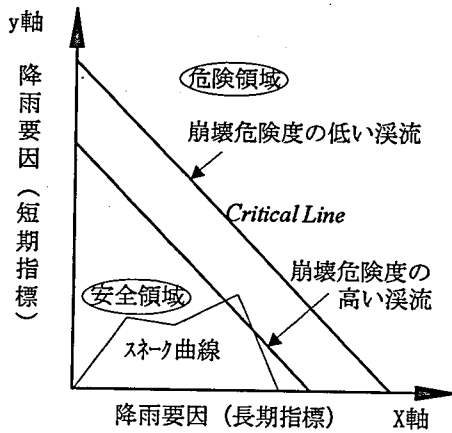 y軸
降雨要因（短期指標）
危険領域
崩壊危険度の低い渓流
Critical Line
崩壊危険度の
高い渓流
安全領域
スネーク曲線
降雨要因（長期指標）
X軸